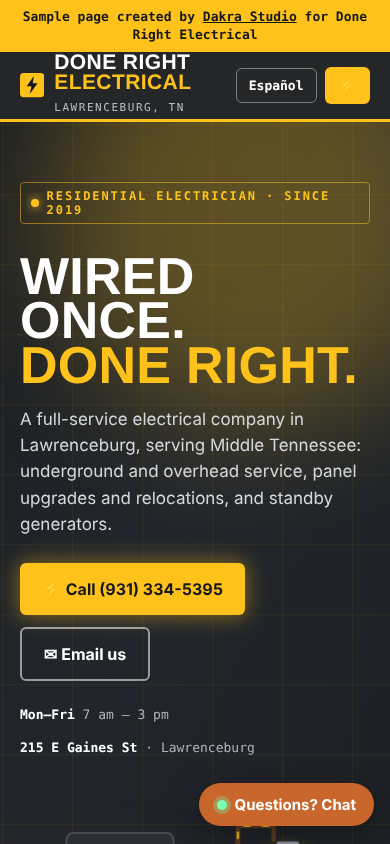 Sample page created by Dakra Studio for Done
Right Electrical
DONE RIGHT
ELECTRICAL
LAWRENCEBURG, TN
Español
RESIDENTIAL ELECTRICIAN · SINCE
2019
WIRED
ONCE.
DONE RIGHT.
A full-service electrical company in
Lawrenceburg, serving Middle Tennessee:
underground and overhead service, panel
upgrades and relocations, and standby
generators.
⚡ Call (931) 334-5395
✉ Email us
Mon–Fri 7 am – 3 pm
215 E Gaines St · Lawrenceburg
Questions? Chat